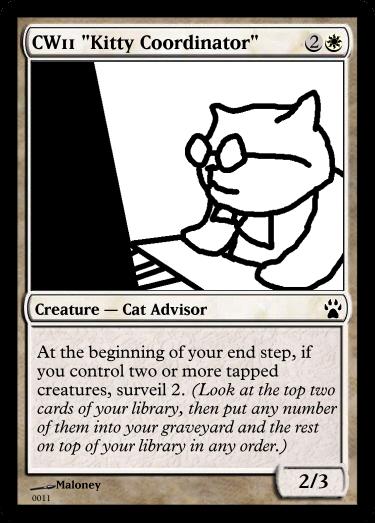 CW11 "Kitty Coordinator" 2
Creature — Cat Advisor
At the beginning of your end step, if
you control two or more tapped
creatures, surveil 2. (Look at the top two
cards of your library, then put any number
of them into your graveyard and the rest
on top of your library in any order.)
2/3
Maloney
0011